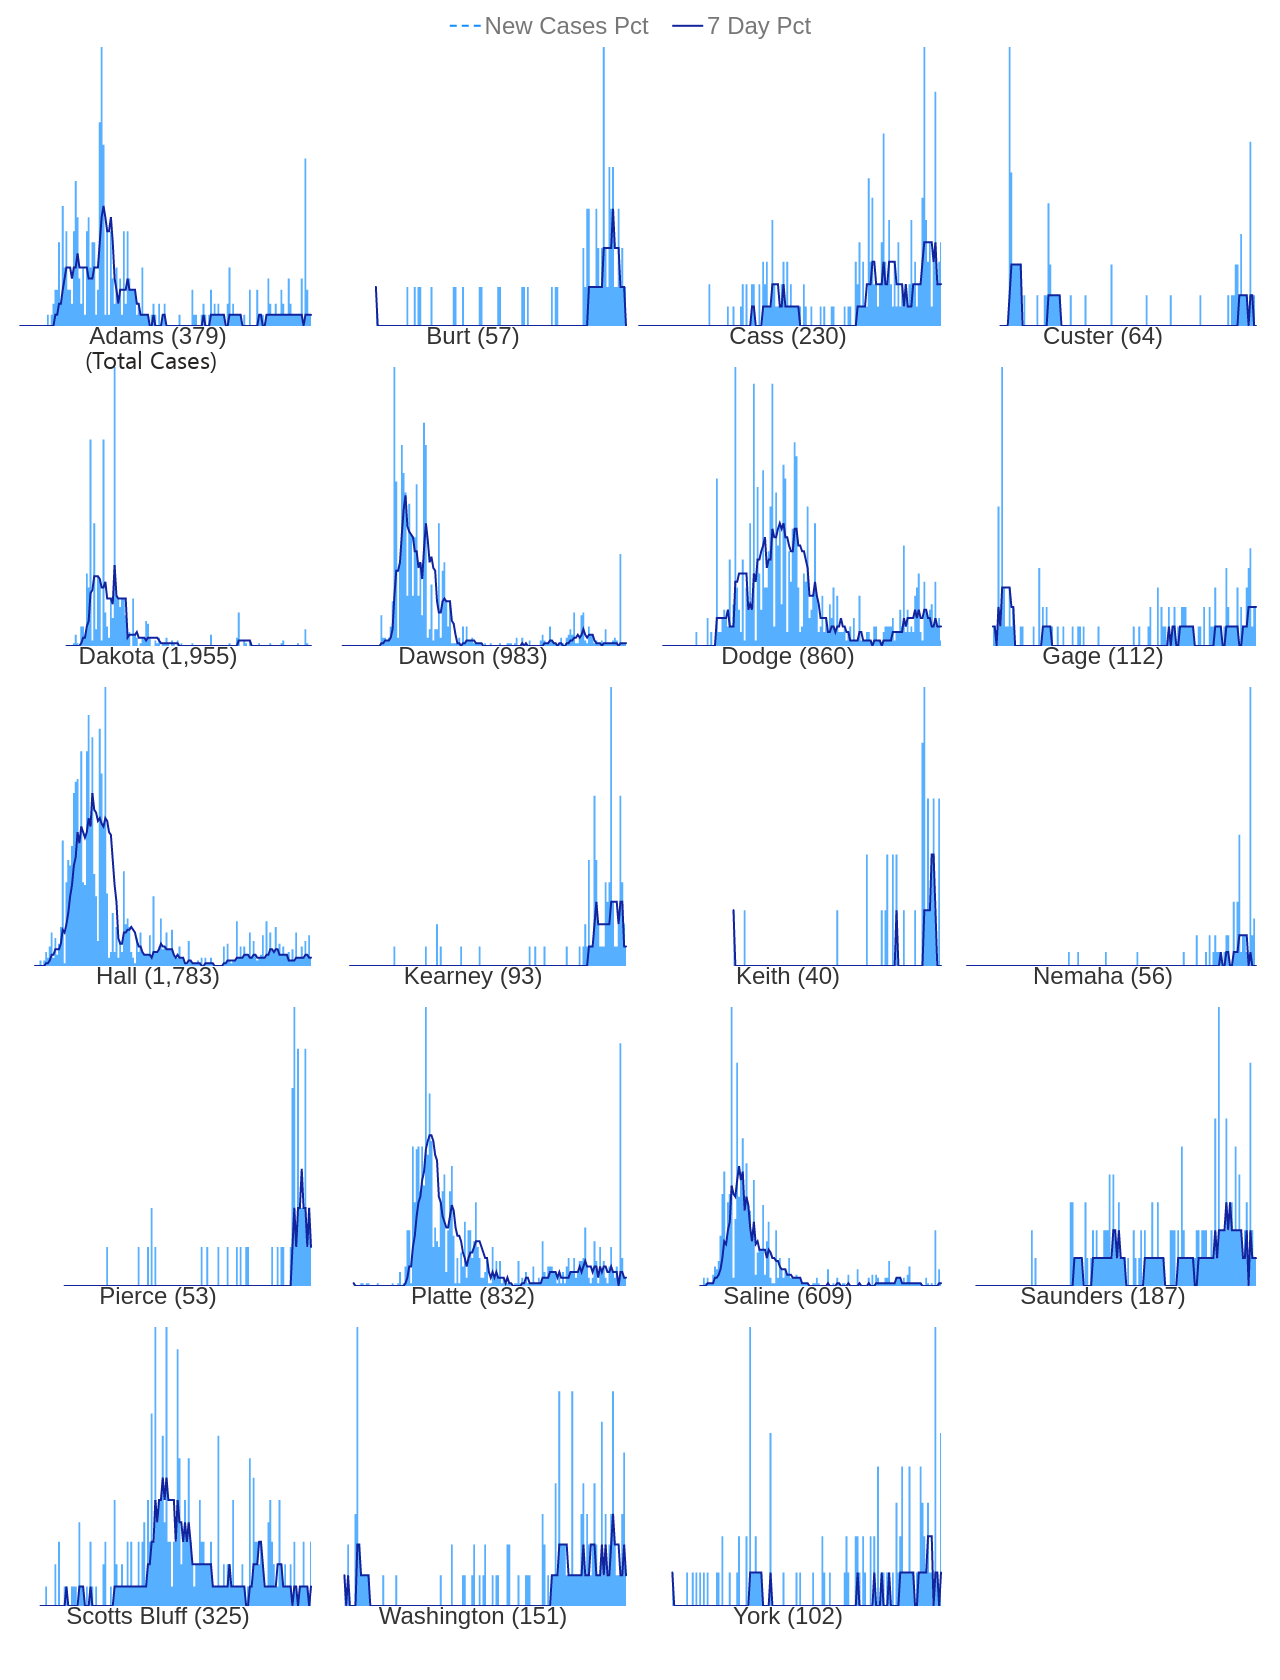 New Cases Pct 7 Day Pct
Adams (379) Burt (57) Cass (230) Custer (64)
(Total Cases)
Dakota (1,955) Dawson (983) Dodge (860) Gage (112)
Hall (1,783) Kearney (93) Keith (40) Nemaha (56)
Pierce (53) Platte (832) Saline (609) Saunders (187)
Scotts Bluff (325) Washington (151) York (102)